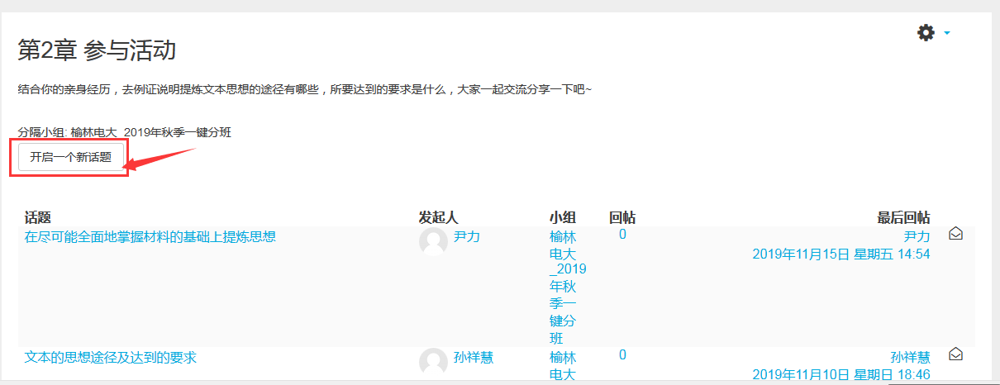 第2章 参与活动
结合你的亲身经历，去例证说明提炼文本思想的途径有哪些，所要达到的要求是什么，大家一起交流分享一下吧~
分隔小组: 榆林电大_2019年秋季一键分班
开启一个新话题
话题 发起人 小组 回帖 最后回帖
在尽可能全面地掌握材料的基础上提炼思想 尹力 榆林 0 尹力
电大 2019年11月15日 星期五 14:54
_2019
年秋
季一
键分
班
文本的思想途径及达到的要求 孙祥慧 榆林 0 孙祥慧
电大 2019年11月10日 星期日 18:46